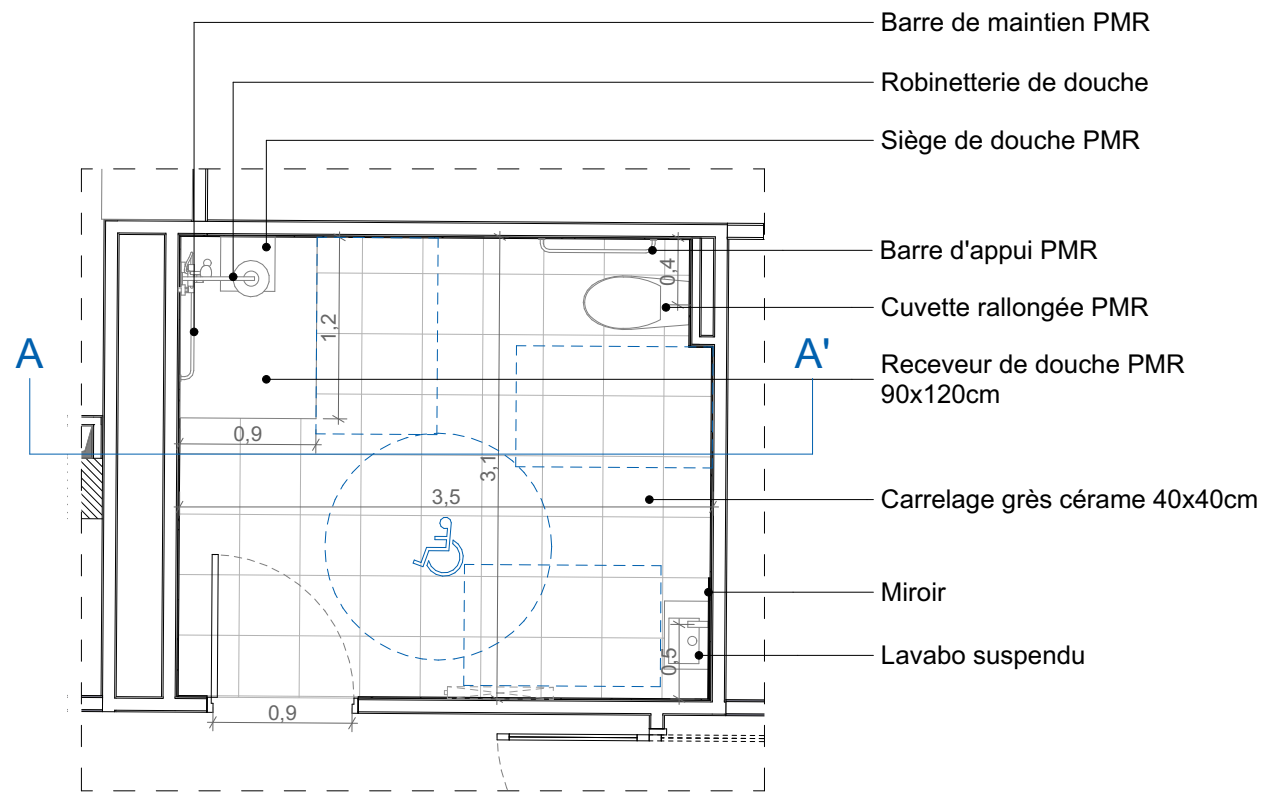 Barre de maintien PMR
Robinetterie de douche
Siège de douche PMR
Barre d'appui PMR
0,4
Cuvette rallongée PMR
1,2
A
A'
Receveur de douche PMR
90x120cm
0,9
3,1
3,5
Carrelage grès cérame 40x40cm
Miroir
Lavabo suspendu
0,5
0,9